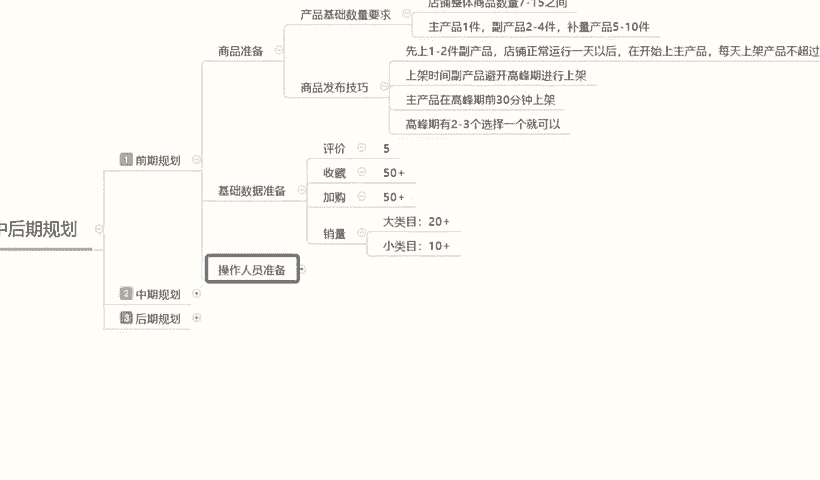 店铺整体商品数量7-15之间
产品基础数量要求
主产品1件，副产品2-4件，补量产品5-10件
商品准备
先上1-2件副产品，店铺正常运行一天以后，在开始上主产品，每天上架产品不超过
上架时间副产品避开高峰期进行上架
商品发布技巧
主产品在高峰期前30分钟上架
高峰期有2-3个选择一个就可以
1 前期规划
评价 5
收藏 50+
基础数据准备
加购 50+
大类目：20+
销量
小类目：10+
中后期规划
操作人员准备
2 中期规划
3 后期规划